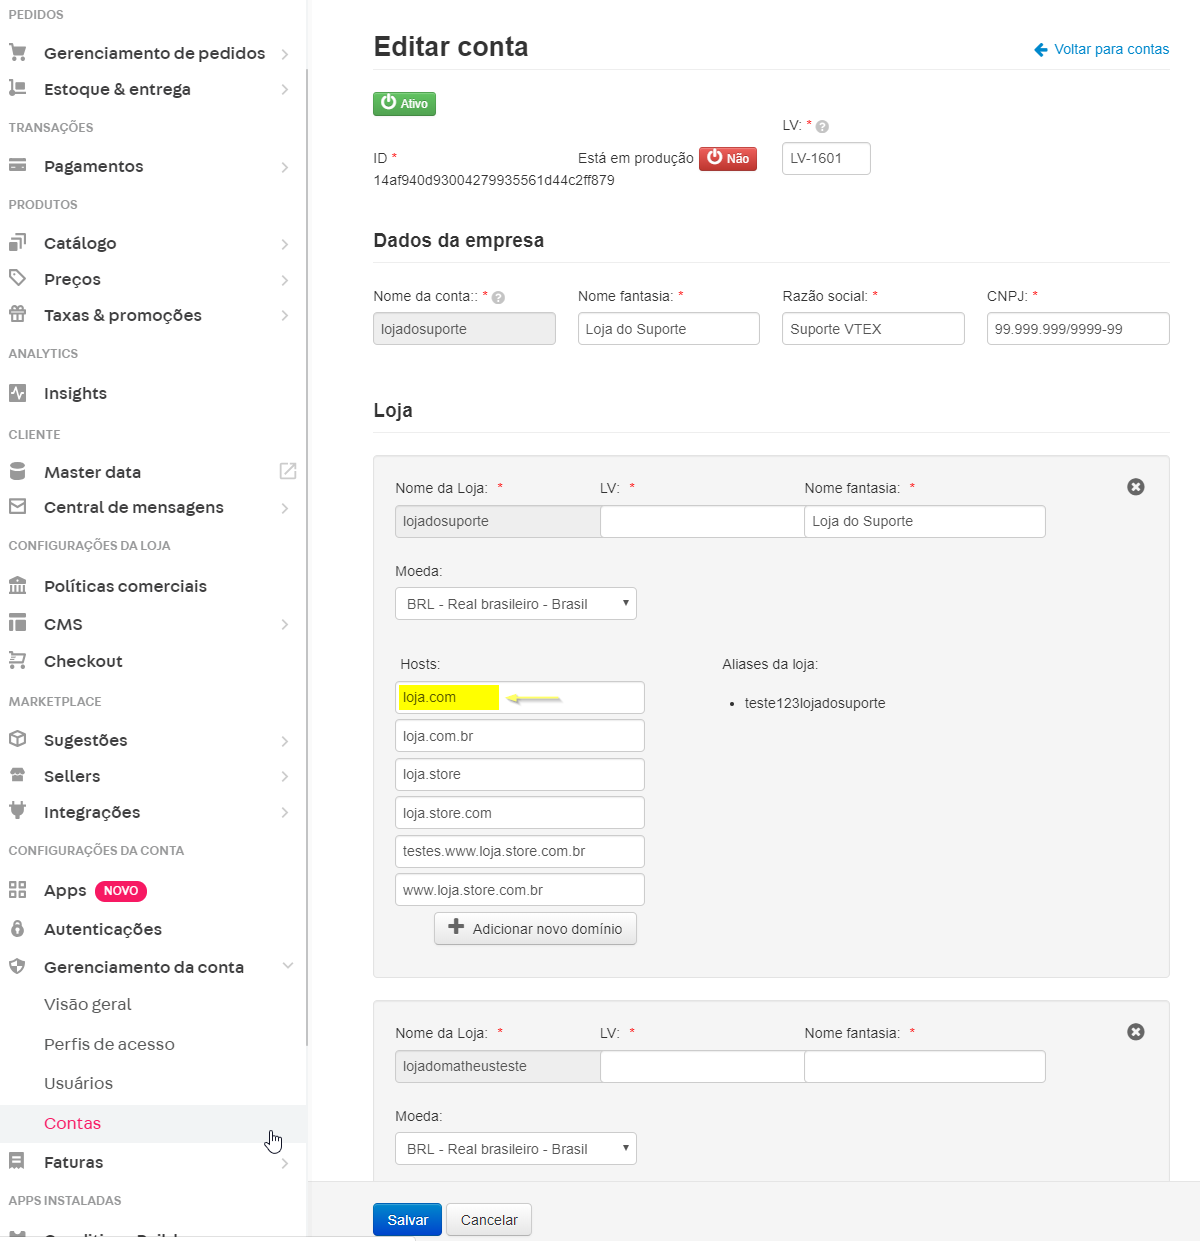 PEDIDOS
Gerenciamento de pedidos
Estoque & entrega
TRANSAÇÕES
Pagamentos
PRODUTOS
Catálogo
Preços
Taxas & promoções
ANALYTICS
Insights
CLIENTE
Master data
Central de mensagens
CONFIGURAÇÕES DA LOJA
Políticas comerciais
CMS
Checkout
MARKETPLACE
Sugestões
Sellers
Integrações
CONFIGURAÇÕES DA CONTA
Apps NOVO
Autenticações
Gerenciamento da conta
Visão geral
Perfis de acesso
Usuários
Contas
Faturas
APPS INSTALADAS
Editar conta
Voltar para contas
Ativo
LV: * ?
ID *
Está em produção Não
LV-1601
14af940d93004279935561d44c2ff879
Dados da empresa
Nome da conta:: * ? Nome fantasia: * Razão social: * CNPJ: *
lojadosuporte Loja do Suporte Suporte VTEX 99.999.999/9999-99
Loja
Nome da Loja: * LV: * Nome fantasia: *
lojadosuporte Loja do Suporte
Moeda:
BRL - Real brasileiro - Brasil
Hosts: Aliases da loja:
loja.com
• teste123lojadosuporte
loja.com.br
loja.store
loja.store.com
testes.www.loja.store.com.br
www.loja.store.com.br
Adicionar novo domínio
Nome da Loja: * LV: * Nome fantasia: *
lojadomatheusteste
Moeda:
BRL - Real brasileiro - Brasil
Salvar Cancelar